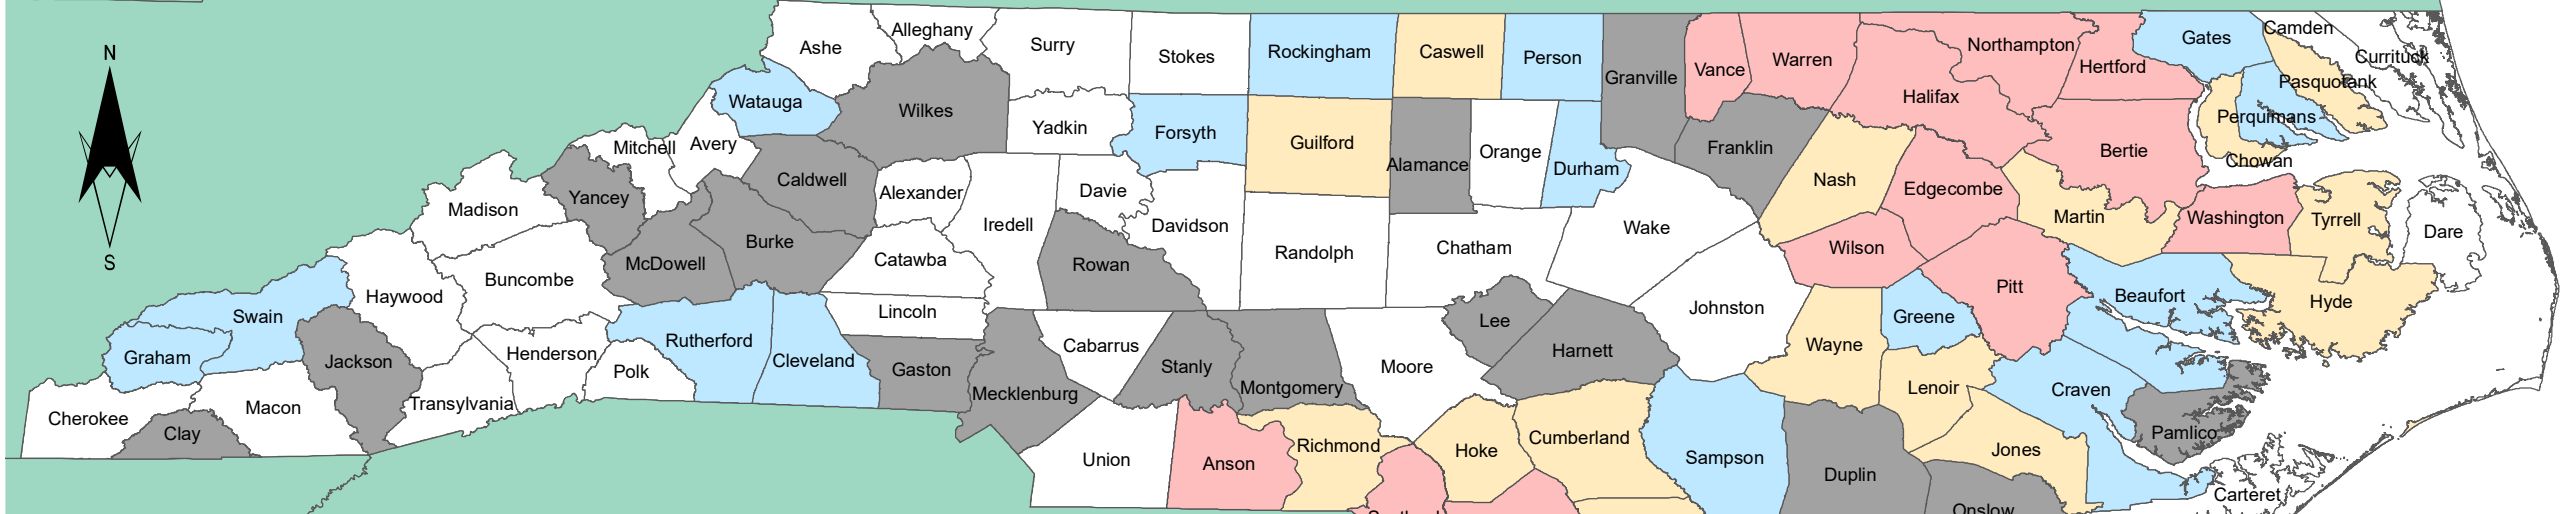 N
S
Ashe
Alleghany
Surry
Stokes
Rockingham
Caswell
Person
Granville
Vance
Warren
Northampton
Hertford
Gates
Camden
Currituck
Pasquotank
Perquimans
Chowan
Halifax
Bertie
Watauga
Wilkes
Yadkin
Forsyth
Guilford
Alamance
Orange
Durham
Franklin
Nash
Edgecombe
Martin
Washington
Tyrrell
Dare
Mitchell
Avery
Caldwell
Alexander
Davie
Iredell
Davidson
Randolph
Chatham
Wake
Wilson
Pitt
Beaufort
Hyde
Madison
Yancey
McDowell
Burke
Catawba
Rowan
Buncombe
Haywood
Swain
Graham
Jackson
Henderson
Polk
Rutherford
Cleveland
Lincoln
Gaston
Mecklenburg
Cabarrus
Stanly
Montgomery
Moore
Lee
Harnett
Johnston
Wayne
Greene
Lenoir
Craven
Pamlico
Cherokee
Clay
Macon
Transylvania
Union
Anson
Richmond
Hoke
Cumberland
Sampson
Duplin
Jones
Onslow
Carteret